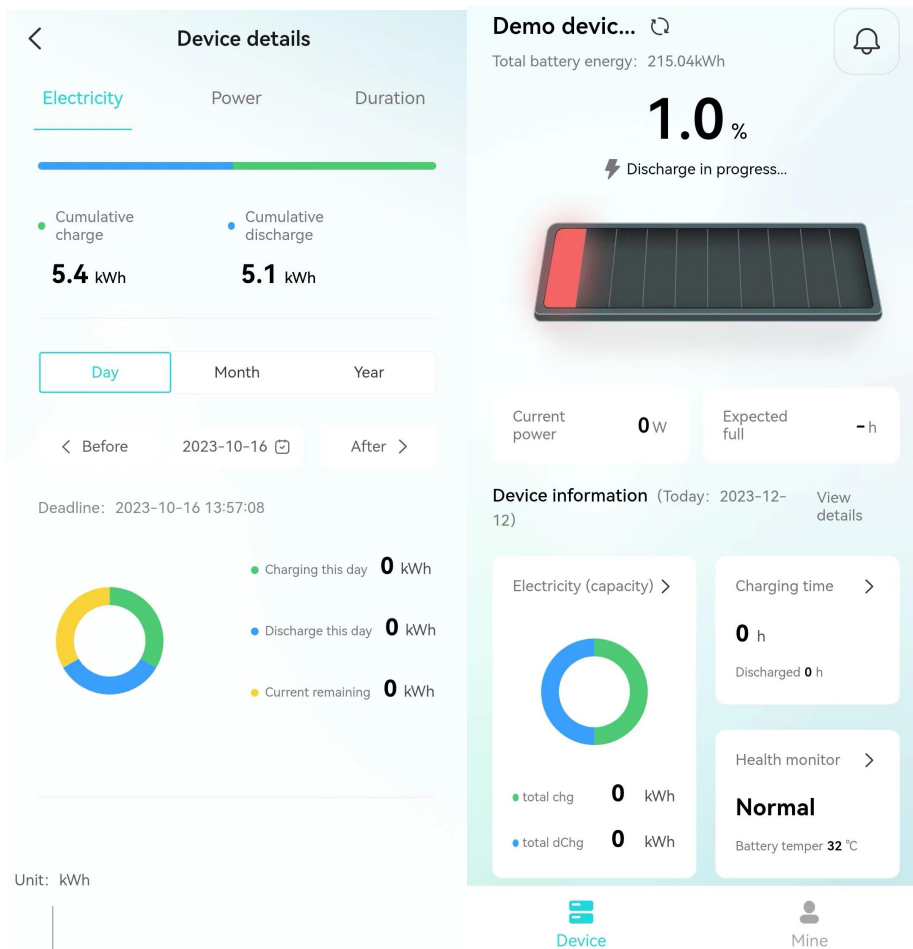 Device details
Electricity Power Duration
Cumulative charge
5.4 kWh
Cumulative discharge
5.1 kWh
Day Month Year
Before 2023-10-16 After
Deadline: 2023-10-16 13:57:08
Charging this day 0 kWh
Discharge this day 0 kWh
Current remaining 0 kWh
Unit: kWh
Demo devic...
Total battery energy: 215.04kWh
1.0 %
Discharge in progress...
Current power 0 W
Expected full - h
Device information (Today: 2023-12-
12)
View details
Electricity (capacity)
total chg 0 kWh
total dChg 0 kWh
Charging time
0 h
Discharged 0 h
Health monitor
Normal
Battery temper 32 °C
Device Mine